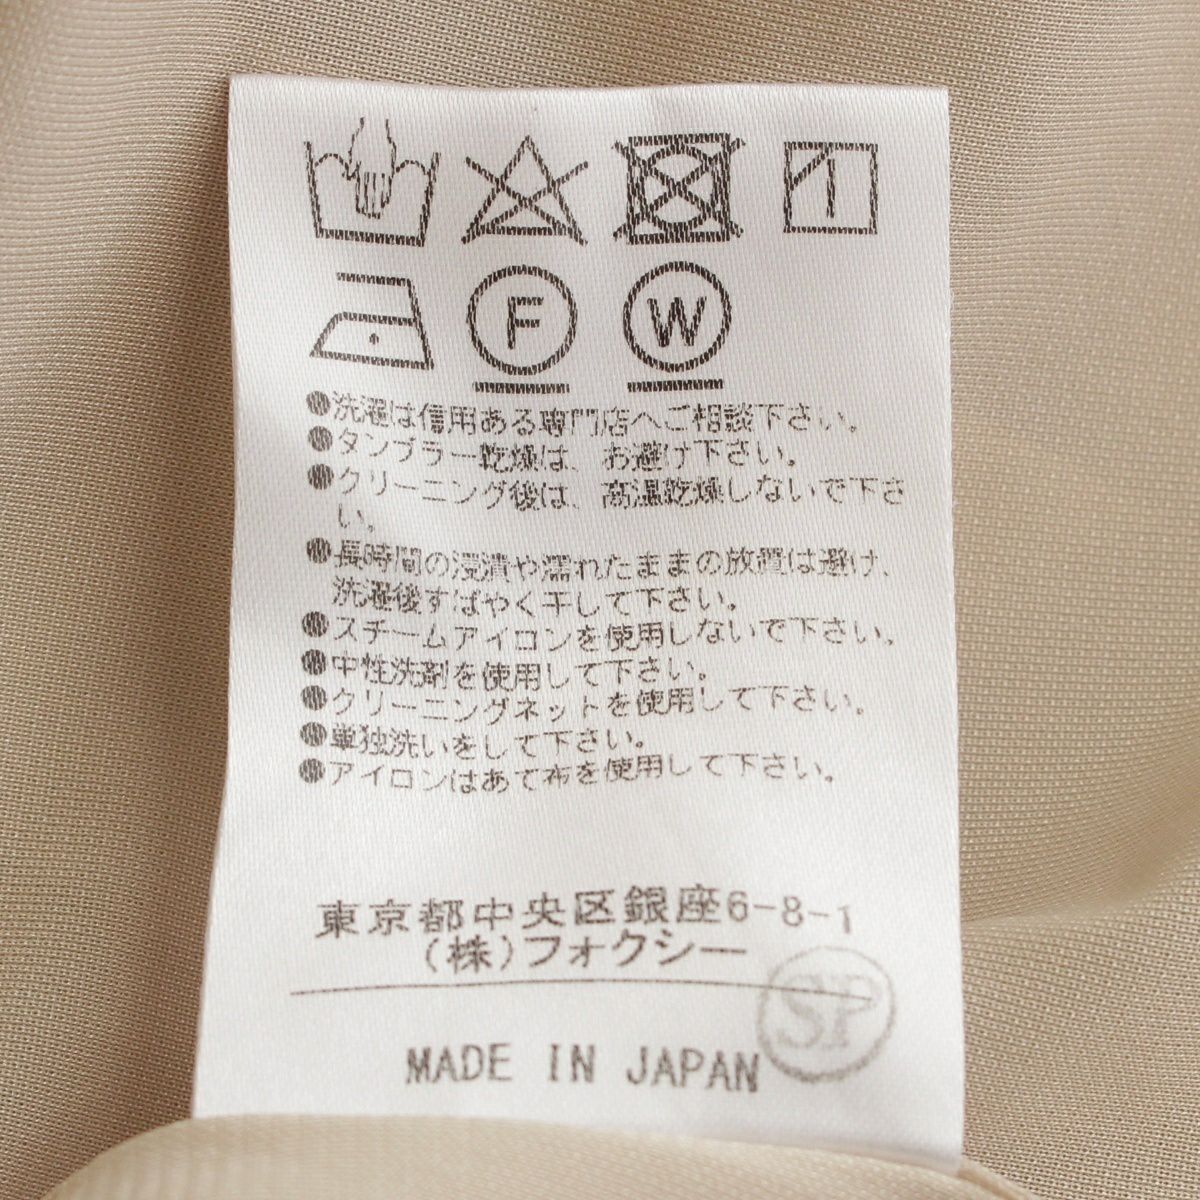 F W
●洗濯は信用ある専門店へご相談下さい。
●タンブラー乾燥は、お避け下さい。
●クリーニング後は、高温乾燥しないで下さ
い。
●長時間の浸漬や濡れたままの放置は避け、
洗濯後すばやく干して下さい。
●スチームアイロンを使用しないで下さい。
●中性洗剤を使用して下さい。
●クリーニングネットを使用して下さい。
●単独洗いをして下さい。
●アイロンはあて布を使用して下さい。
東京都中央区銀座6-8-1
(株)フォクシー
SP
MADE IN JAPAN